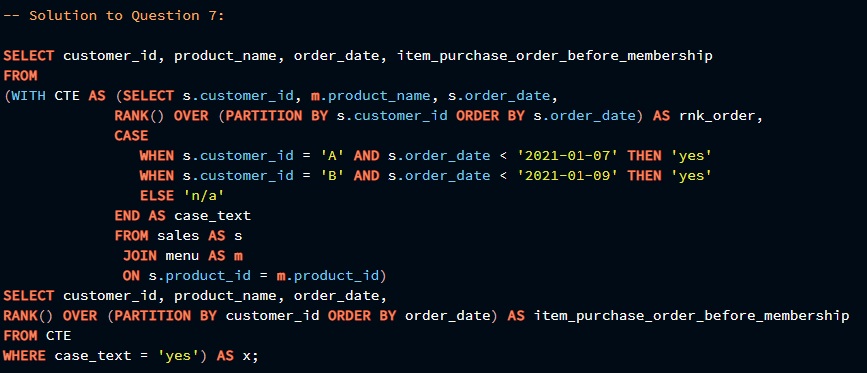 -- Solution to Question 7:
SELECT customer_id, product_name, order_date, item_purchase_order_before_membership
FROM
(WITH CTE AS (SELECT s.customer_id, m.product_name, s.order_date,
RANK() OVER (PARTITION BY s.customer_id ORDER BY s.order_date) AS rnk_order,
CASE
WHEN s.customer_id = 'A' AND s.order_date < '2021-01-07' THEN 'yes'
WHEN s.customer_id = 'B' AND s.order_date < '2021-01-09' THEN 'yes'
ELSE 'n/a'
END AS case_text
FROM sales AS s
JOIN menu AS m
ON s.product_id = m.product_id)
SELECT customer_id, product_name, order_date,
RANK() OVER (PARTITION BY customer_id ORDER BY order_date) AS item_purchase_order_before_membership
FROM CTE
WHERE case_text = 'yes') AS x;